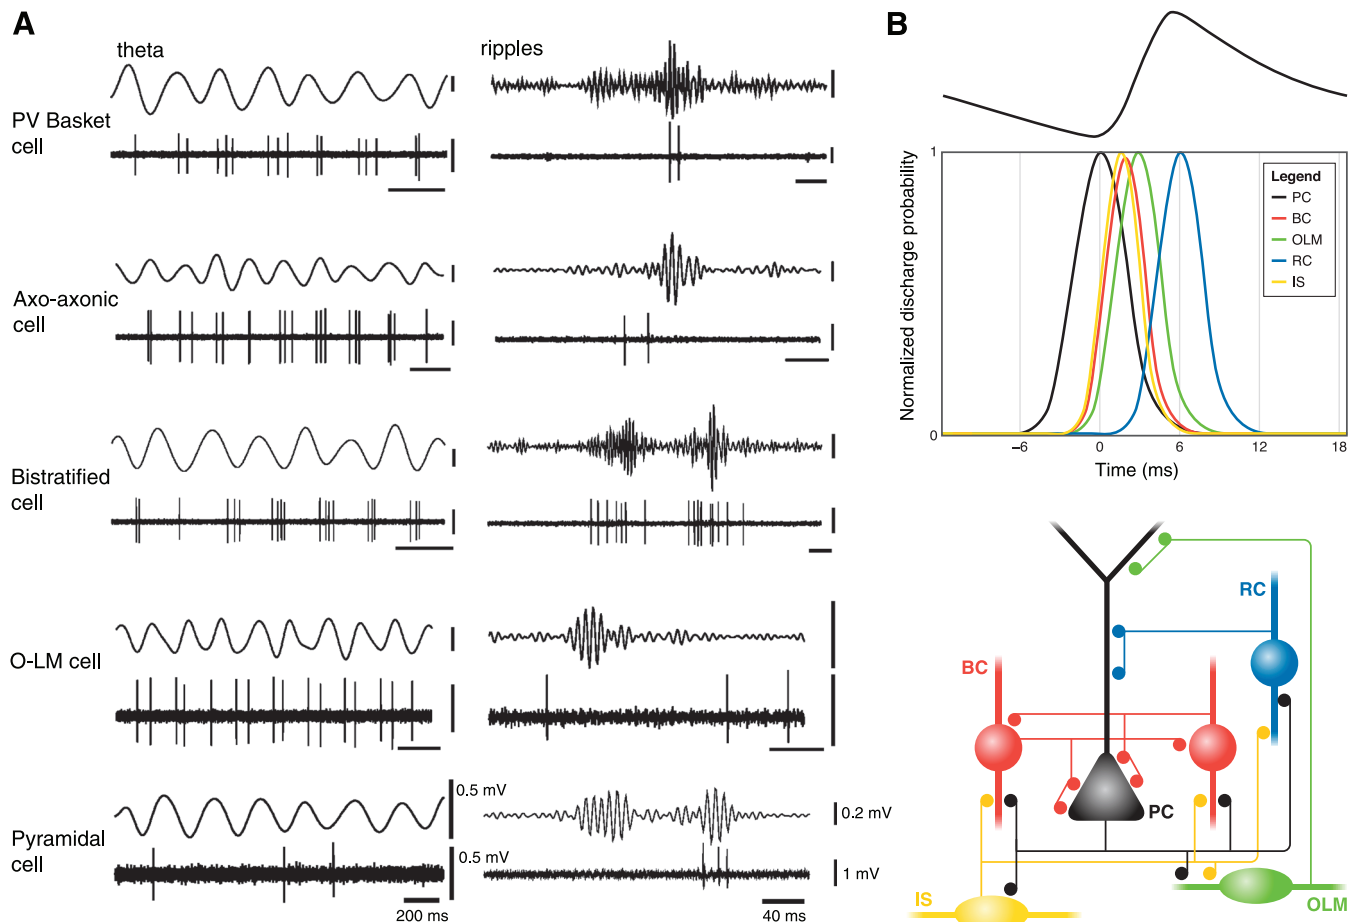 A
theta
ripples
PV Basket
cell
Axo-axonic
cell
Bistratified
cell
O-LM cell
Pyramidal
cell
0.5 mV
0.5 mV
200 ms
0.2 mV
1 mV
40 ms
B
Normalized discharge probability
1
0
Legend
PC
BC
OLM
RC
IS
–6
0
6
12
18
Time (ms)
RC
BC
PC
IS
OLM